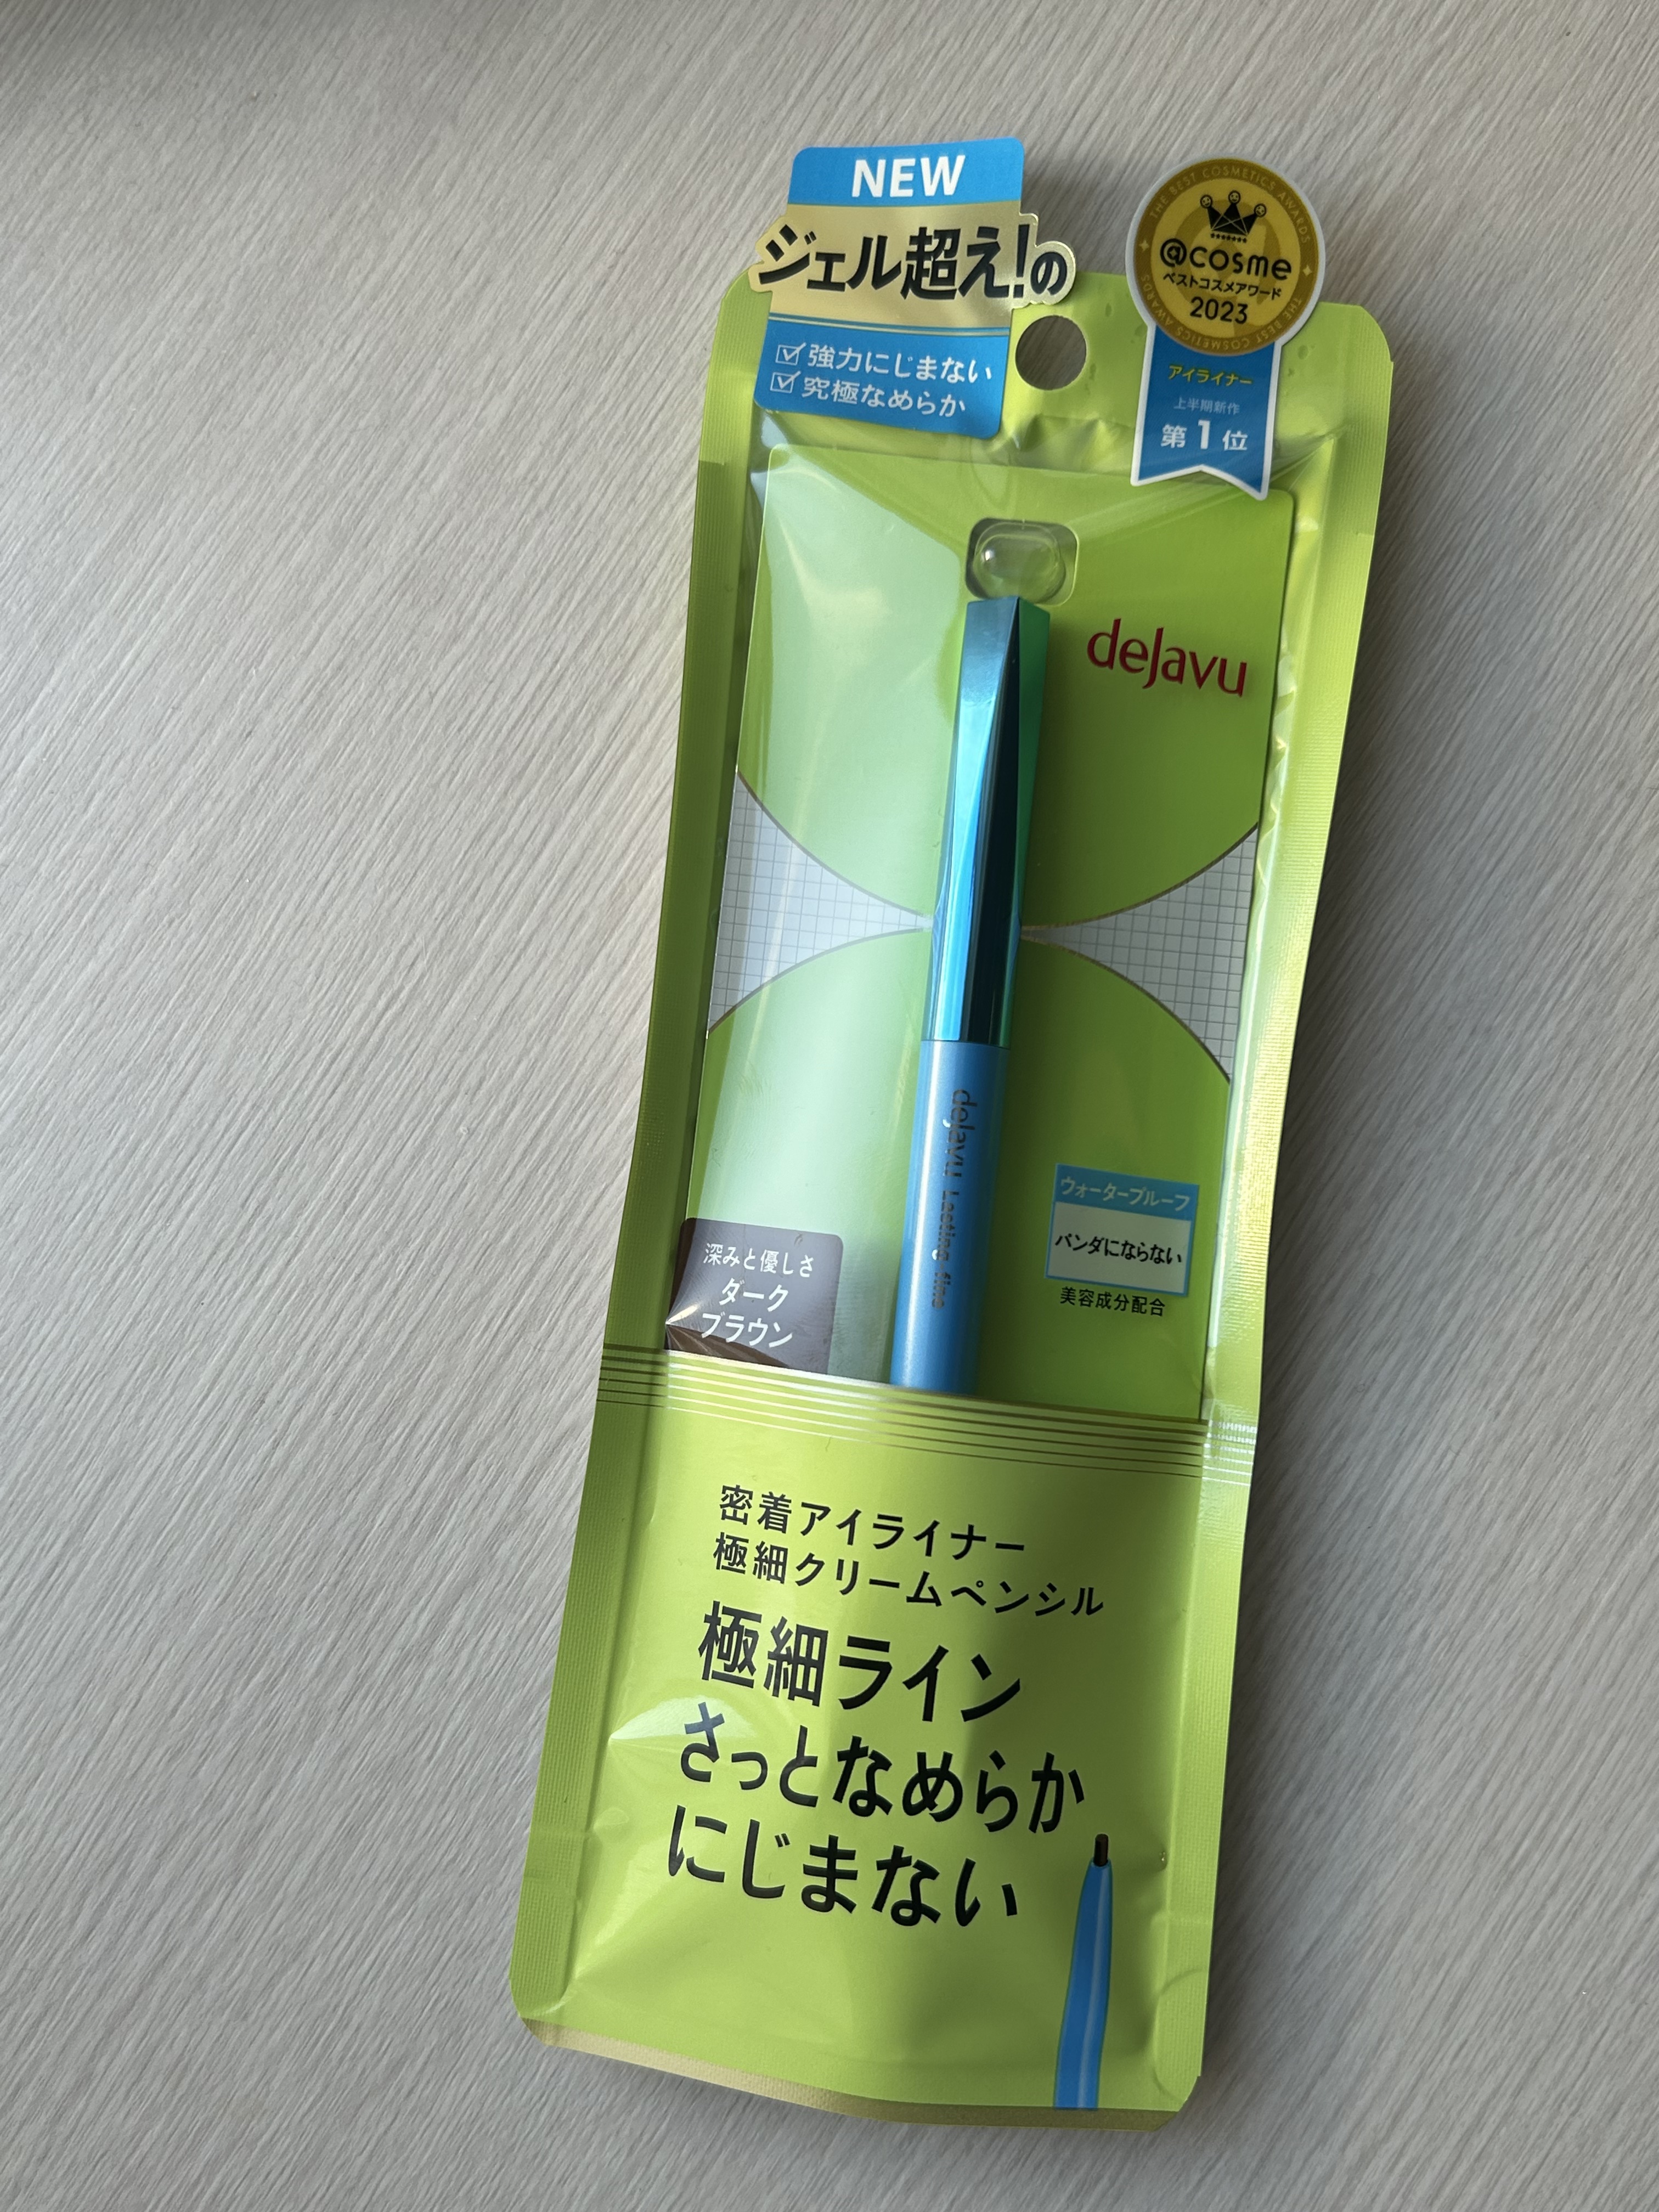 NEW
ジェル超え!の
強力にじまない
究極なめらか
THE BEST COSMETICS AWARDS
@cosme
ベストコスメアワード
2023
THE BEST COSMETICS AWARDS
アイライナー
上半期新作
第1位
deJavu
deJavu Lasting fine
ウォータープルーフ
パンダにならない
美容成分配合
深みと優しさ
ダーク
ブラウン
密着アイライナー
極細クリームペンシル
極細ライン
さっとなめらか
にじまない